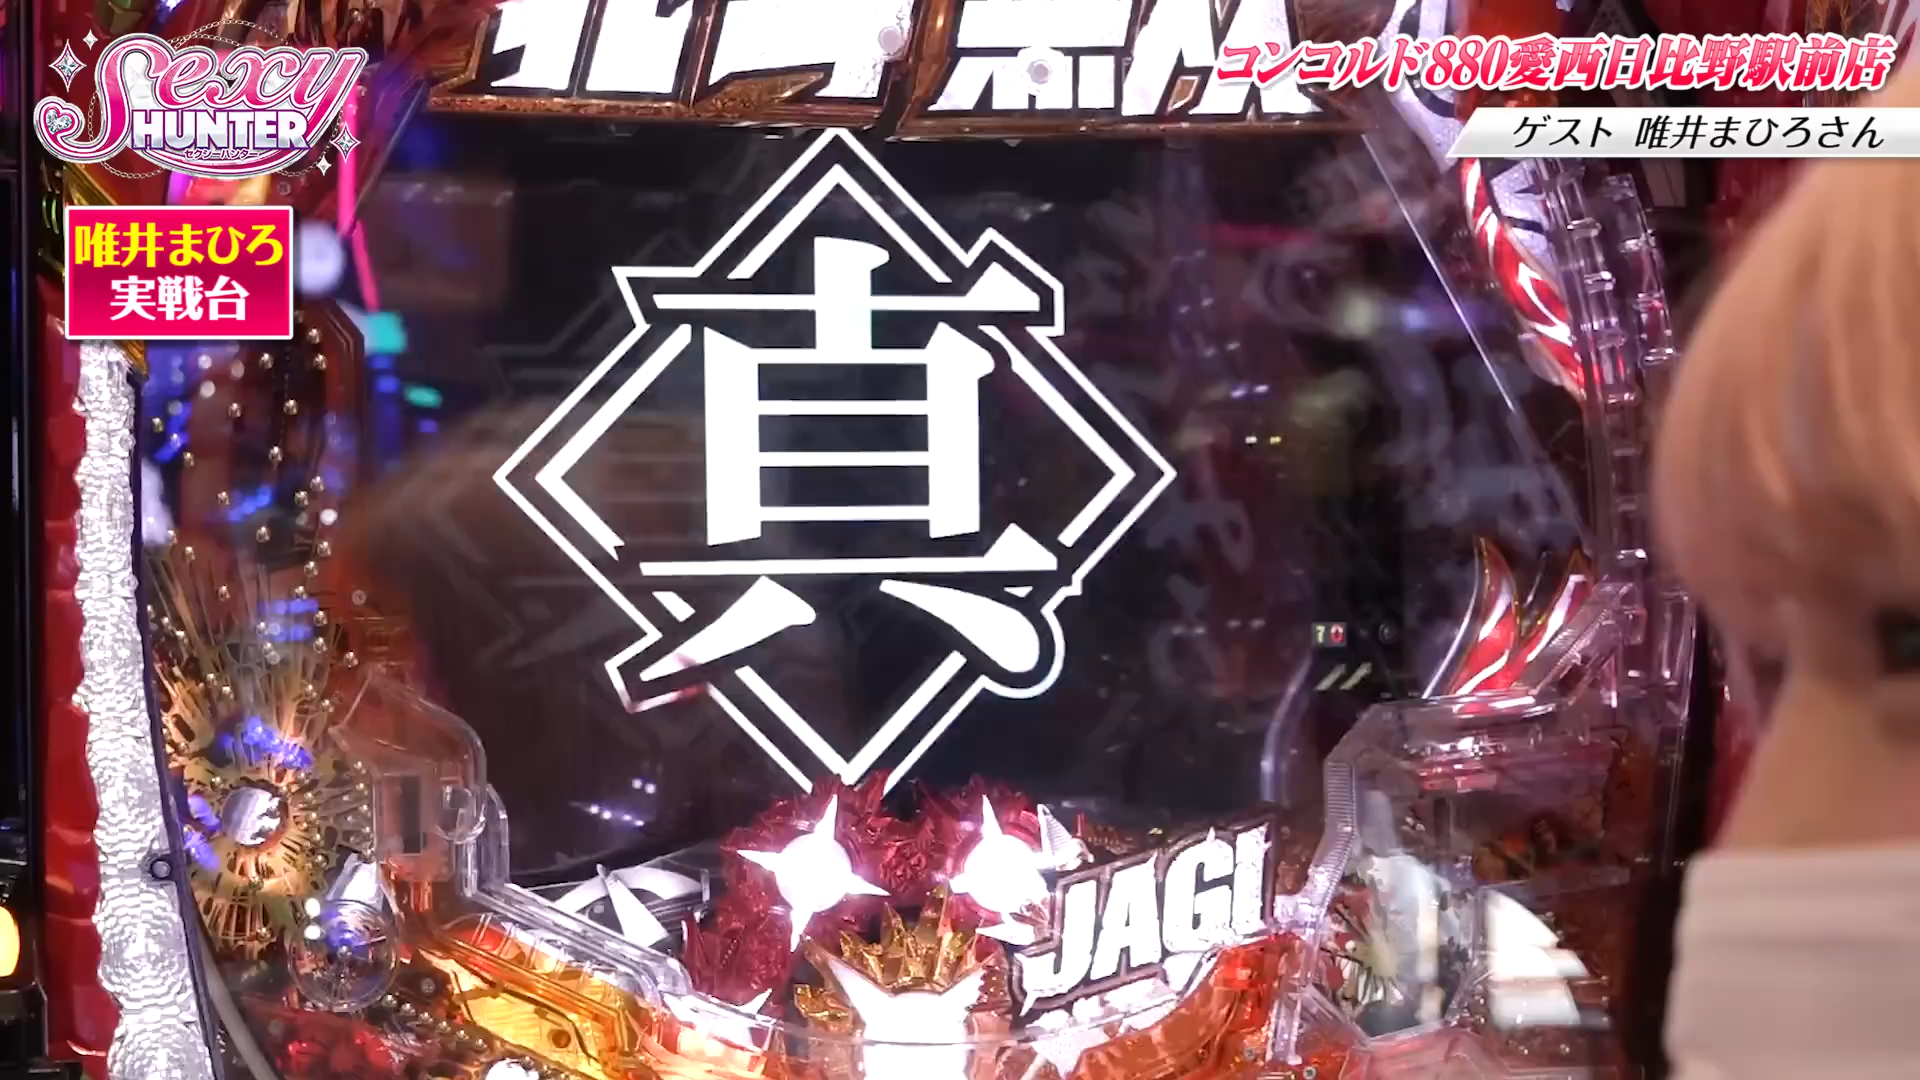 Sexy
HUNTER
セクシーハンター
コンコルド880愛西日比野駅前店
ゲスト 唯井まひろさん
唯井まひろ
実戦台
真
70
JAGI